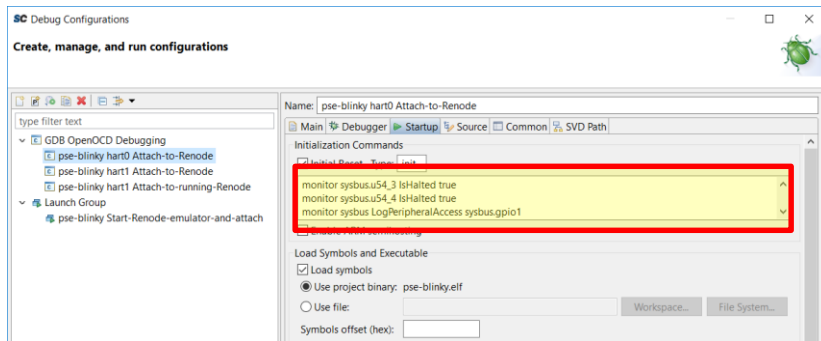 SC Debug Configurations
Create, manage, and run configurations
Name: pse-blinky hart0 Attach-to-Renode
type filter text
GDB OpenOCD Debugging
pse-blinky hart0 Attach-to-Renode
pse-blinky hart1 Attach-to-Renode
pse-blinky hart1 Attach-to-running-Renode
Launch Group
pse-blinky Start-Renode-emulator-and-attach
Main Debugger Startup Source Common SVD Path
Initialization Commands
Initial Reset. Type: init
monitor sysbus.u54_3 IsHalted true
monitor sysbus.u54_4 IsHalted true
monitor sysbus LogPeripheralAccess sysbus.gpio1
Enable ARM semihosting
Load Symbols and Executable
Load symbols
Use project binary: pse-blinky.elf
Use file: Workspace... File System...
Symbols offset (hex):